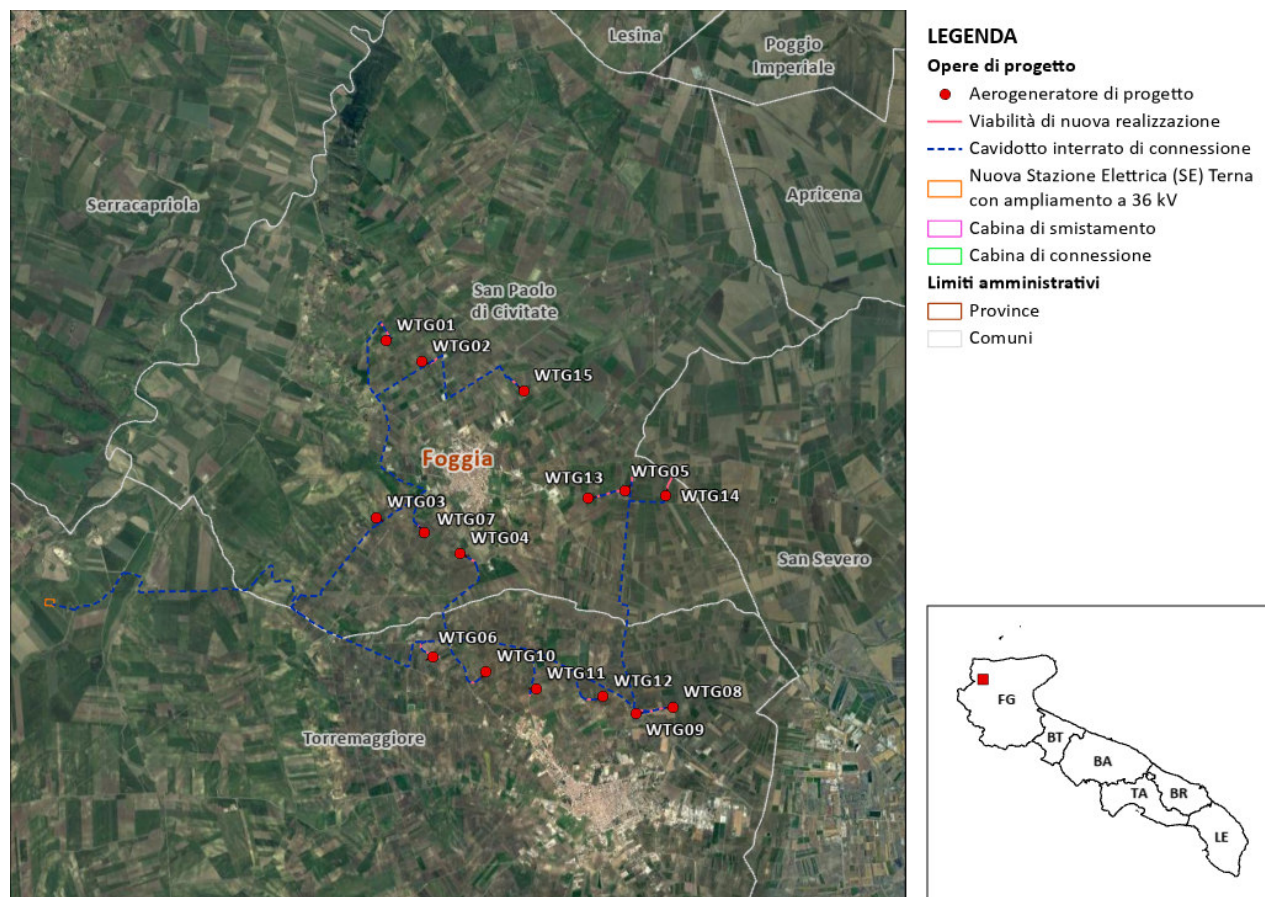 Lesina
Poggio
Imperiale
Serracapriola
Apricena
San Paolo
di Civitate
WTG01
WTG02
WTG15
Foggia
WTG13
WTG05
WTG14
WTG03
WTG07
WTG04
San Severo
WTG06
WTG10
WTG11
WTG12
WTG08
WTG09
Torremaggiore
LEGENDA
Opere di progetto
Aerogeneratore di progetto
Viabilità di nuova realizzazione
Cavidotto interrato di connessione
Nuova Stazione Elettrica (SE) Terna
con ampliamento a 36 kV
Cabina di smistamento
Cabina di connessione
Limiti amministrativi
Province
Comuni
FG
BT
BA
TA
BR
LE